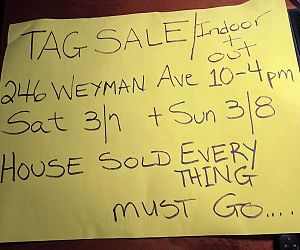 TAG SALE/Indoor
+
out
246 WEYMAN Ave 10-4pm
Sat 3/7 + Sun 3/8
HOUSE SOLD EVERY
THING
MUST GO....